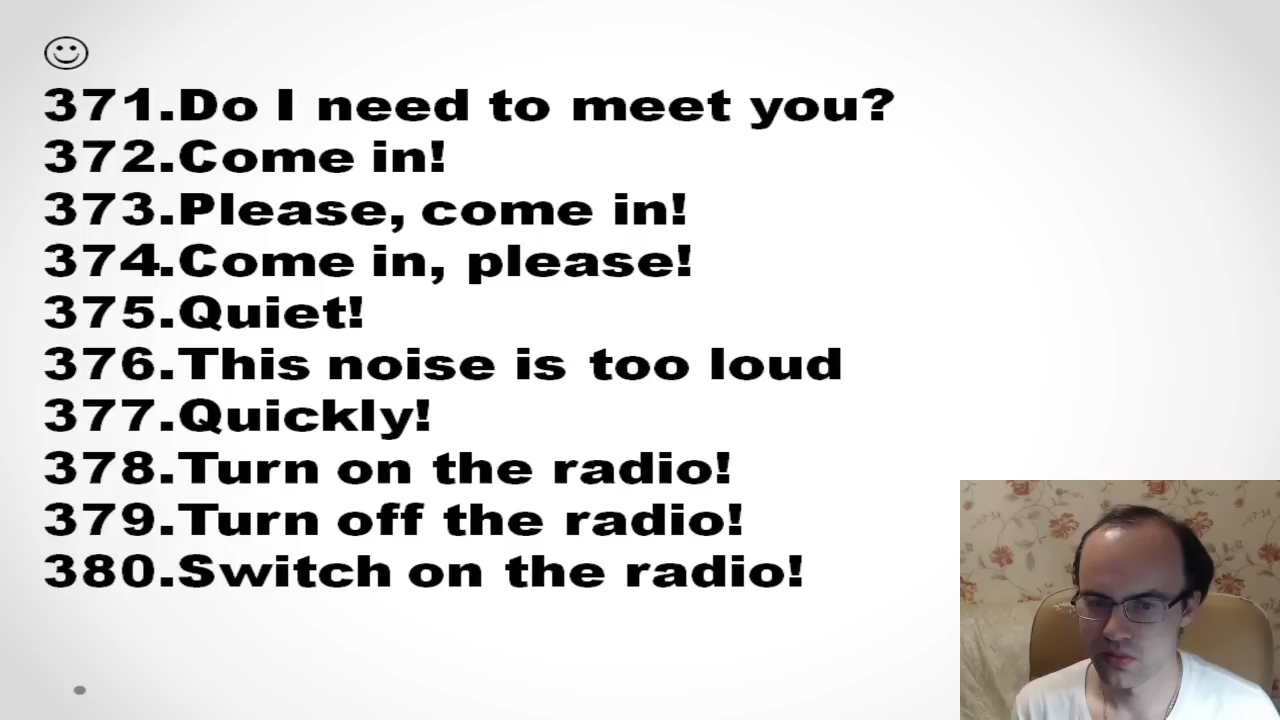 371.Do I need to meet you?
372.Come in!
373.Please, come in!
374.Come in, please!
375.Quiet!
376.This noise is too loud
377.Quickly!
378.Turn on the radio!
379.Turn off the radio!
380.Switch on the radio!